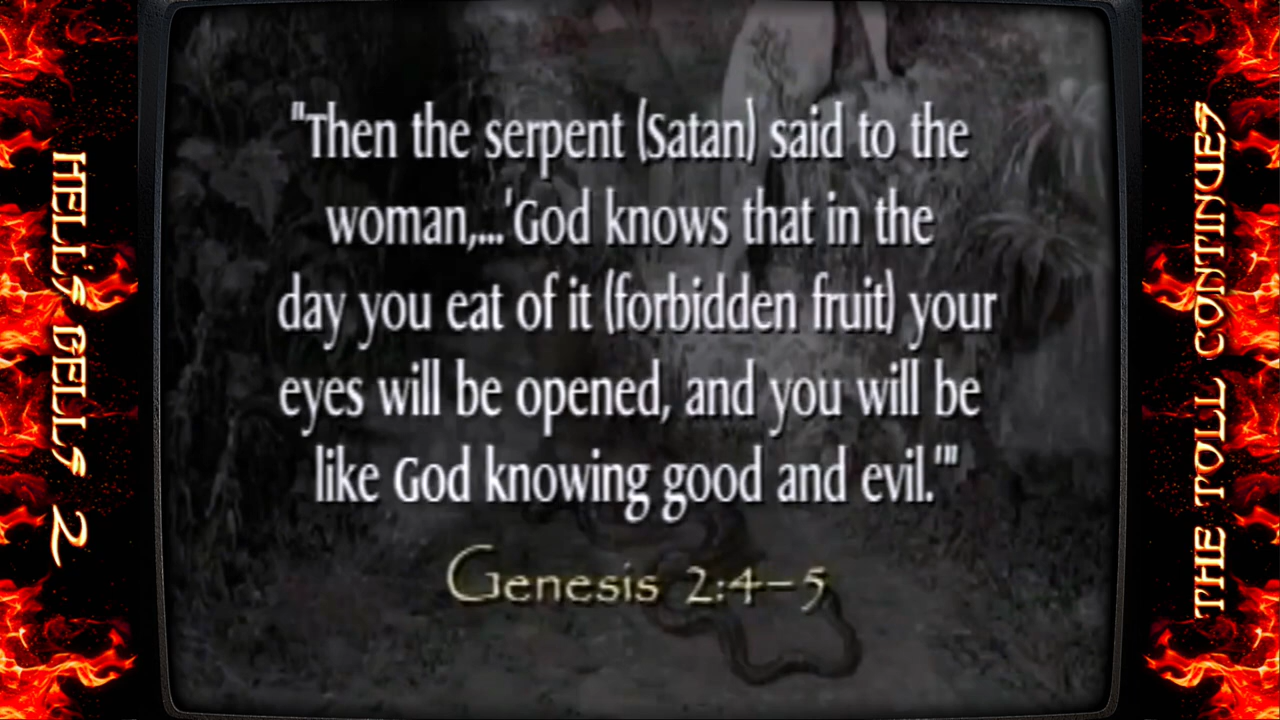 HELL'S BELLS 2
"Then the serpent (Satan) said to the
woman,...'God knows that in the
day you eat of it (forbidden fruit) your
eyes will be opened, and you will be
like God knowing good and evil.'"
Genesis 2:4–5
THE TOLL CONTINUES